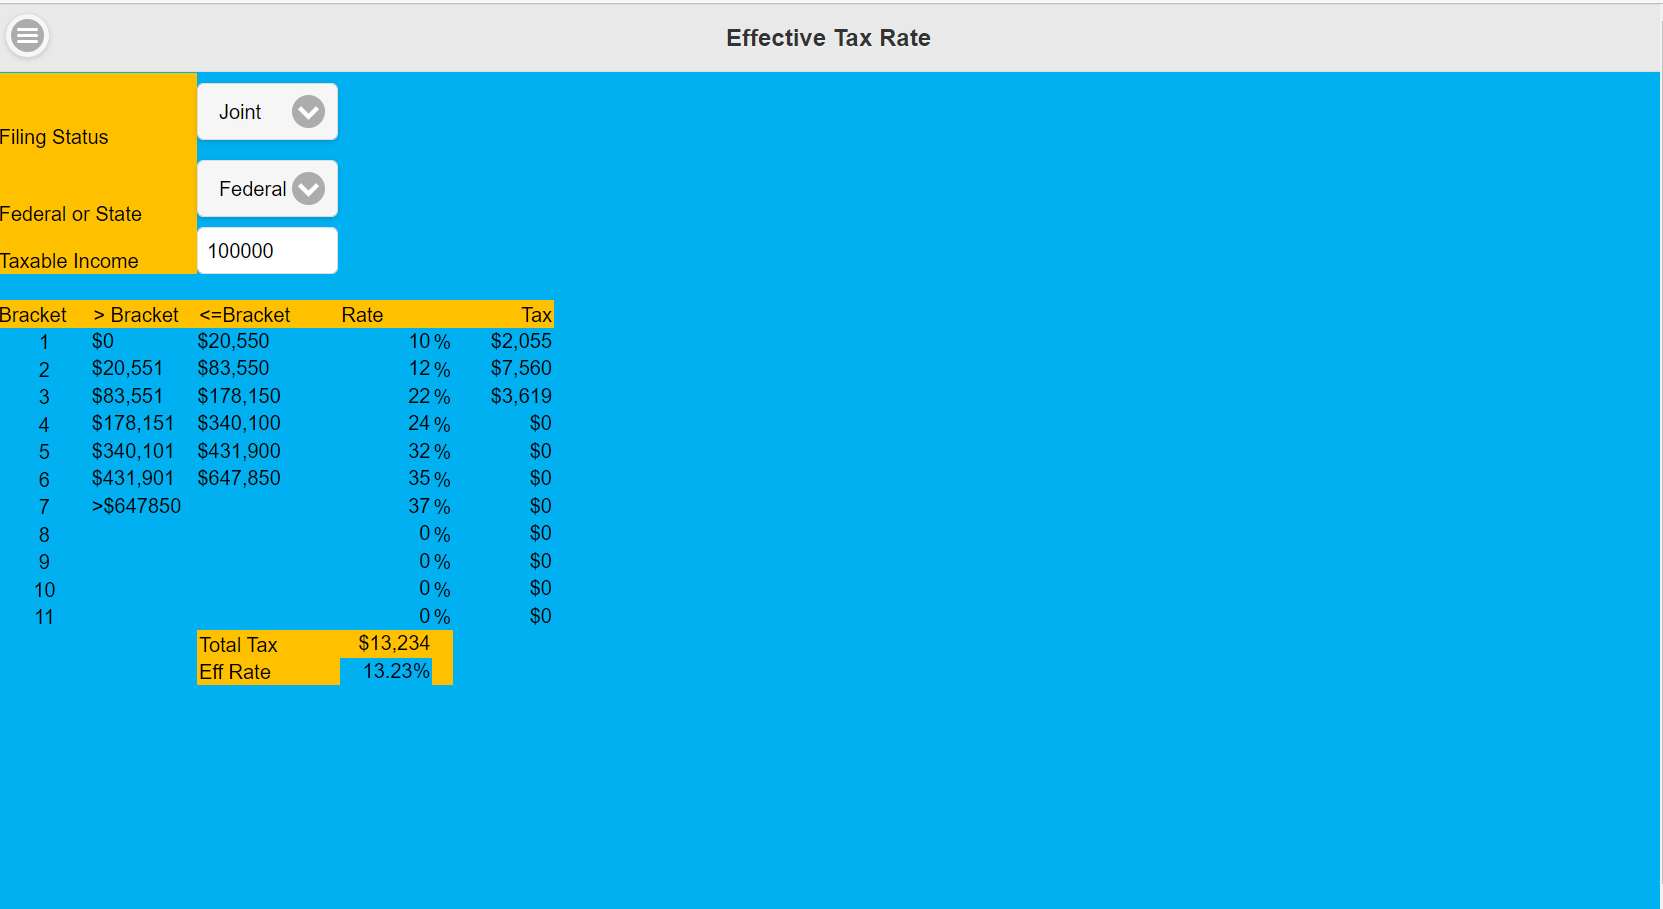 Effective Tax Rate
Filing Status Joint
Federal or State Federal
Taxable Income 100000
Bracket > Bracket <=Bracket Rate Tax
1 $0 $20,550 10 % $2,055
2 $20,551 $83,550 12 % $7,560
3 $83,551 $178,150 22 % $3,619
4 $178,151 $340,100 24 % $0
5 $340,101 $431,900 32 % $0
6 $431,901 $647,850 35 % $0
7 >$647850 37 % $0
8 0 % $0
9 0 % $0
10 0 % $0
11 0 % $0
Total Tax $13,234
Eff Rate 13.23%